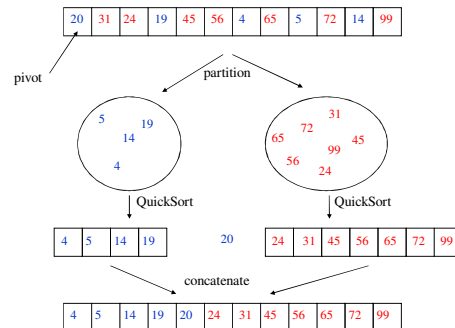 20 31 24 19 45 56 4 65 5 72 14 99
pivot
partition
5 19 14 4
31 72 65 45 99 56 24
QuickSort QuickSort
4 5 14 19 20 24 31 45 56 65 72 99
concatenate
4 5 14 19 20 24 31 45 56 65 72 99